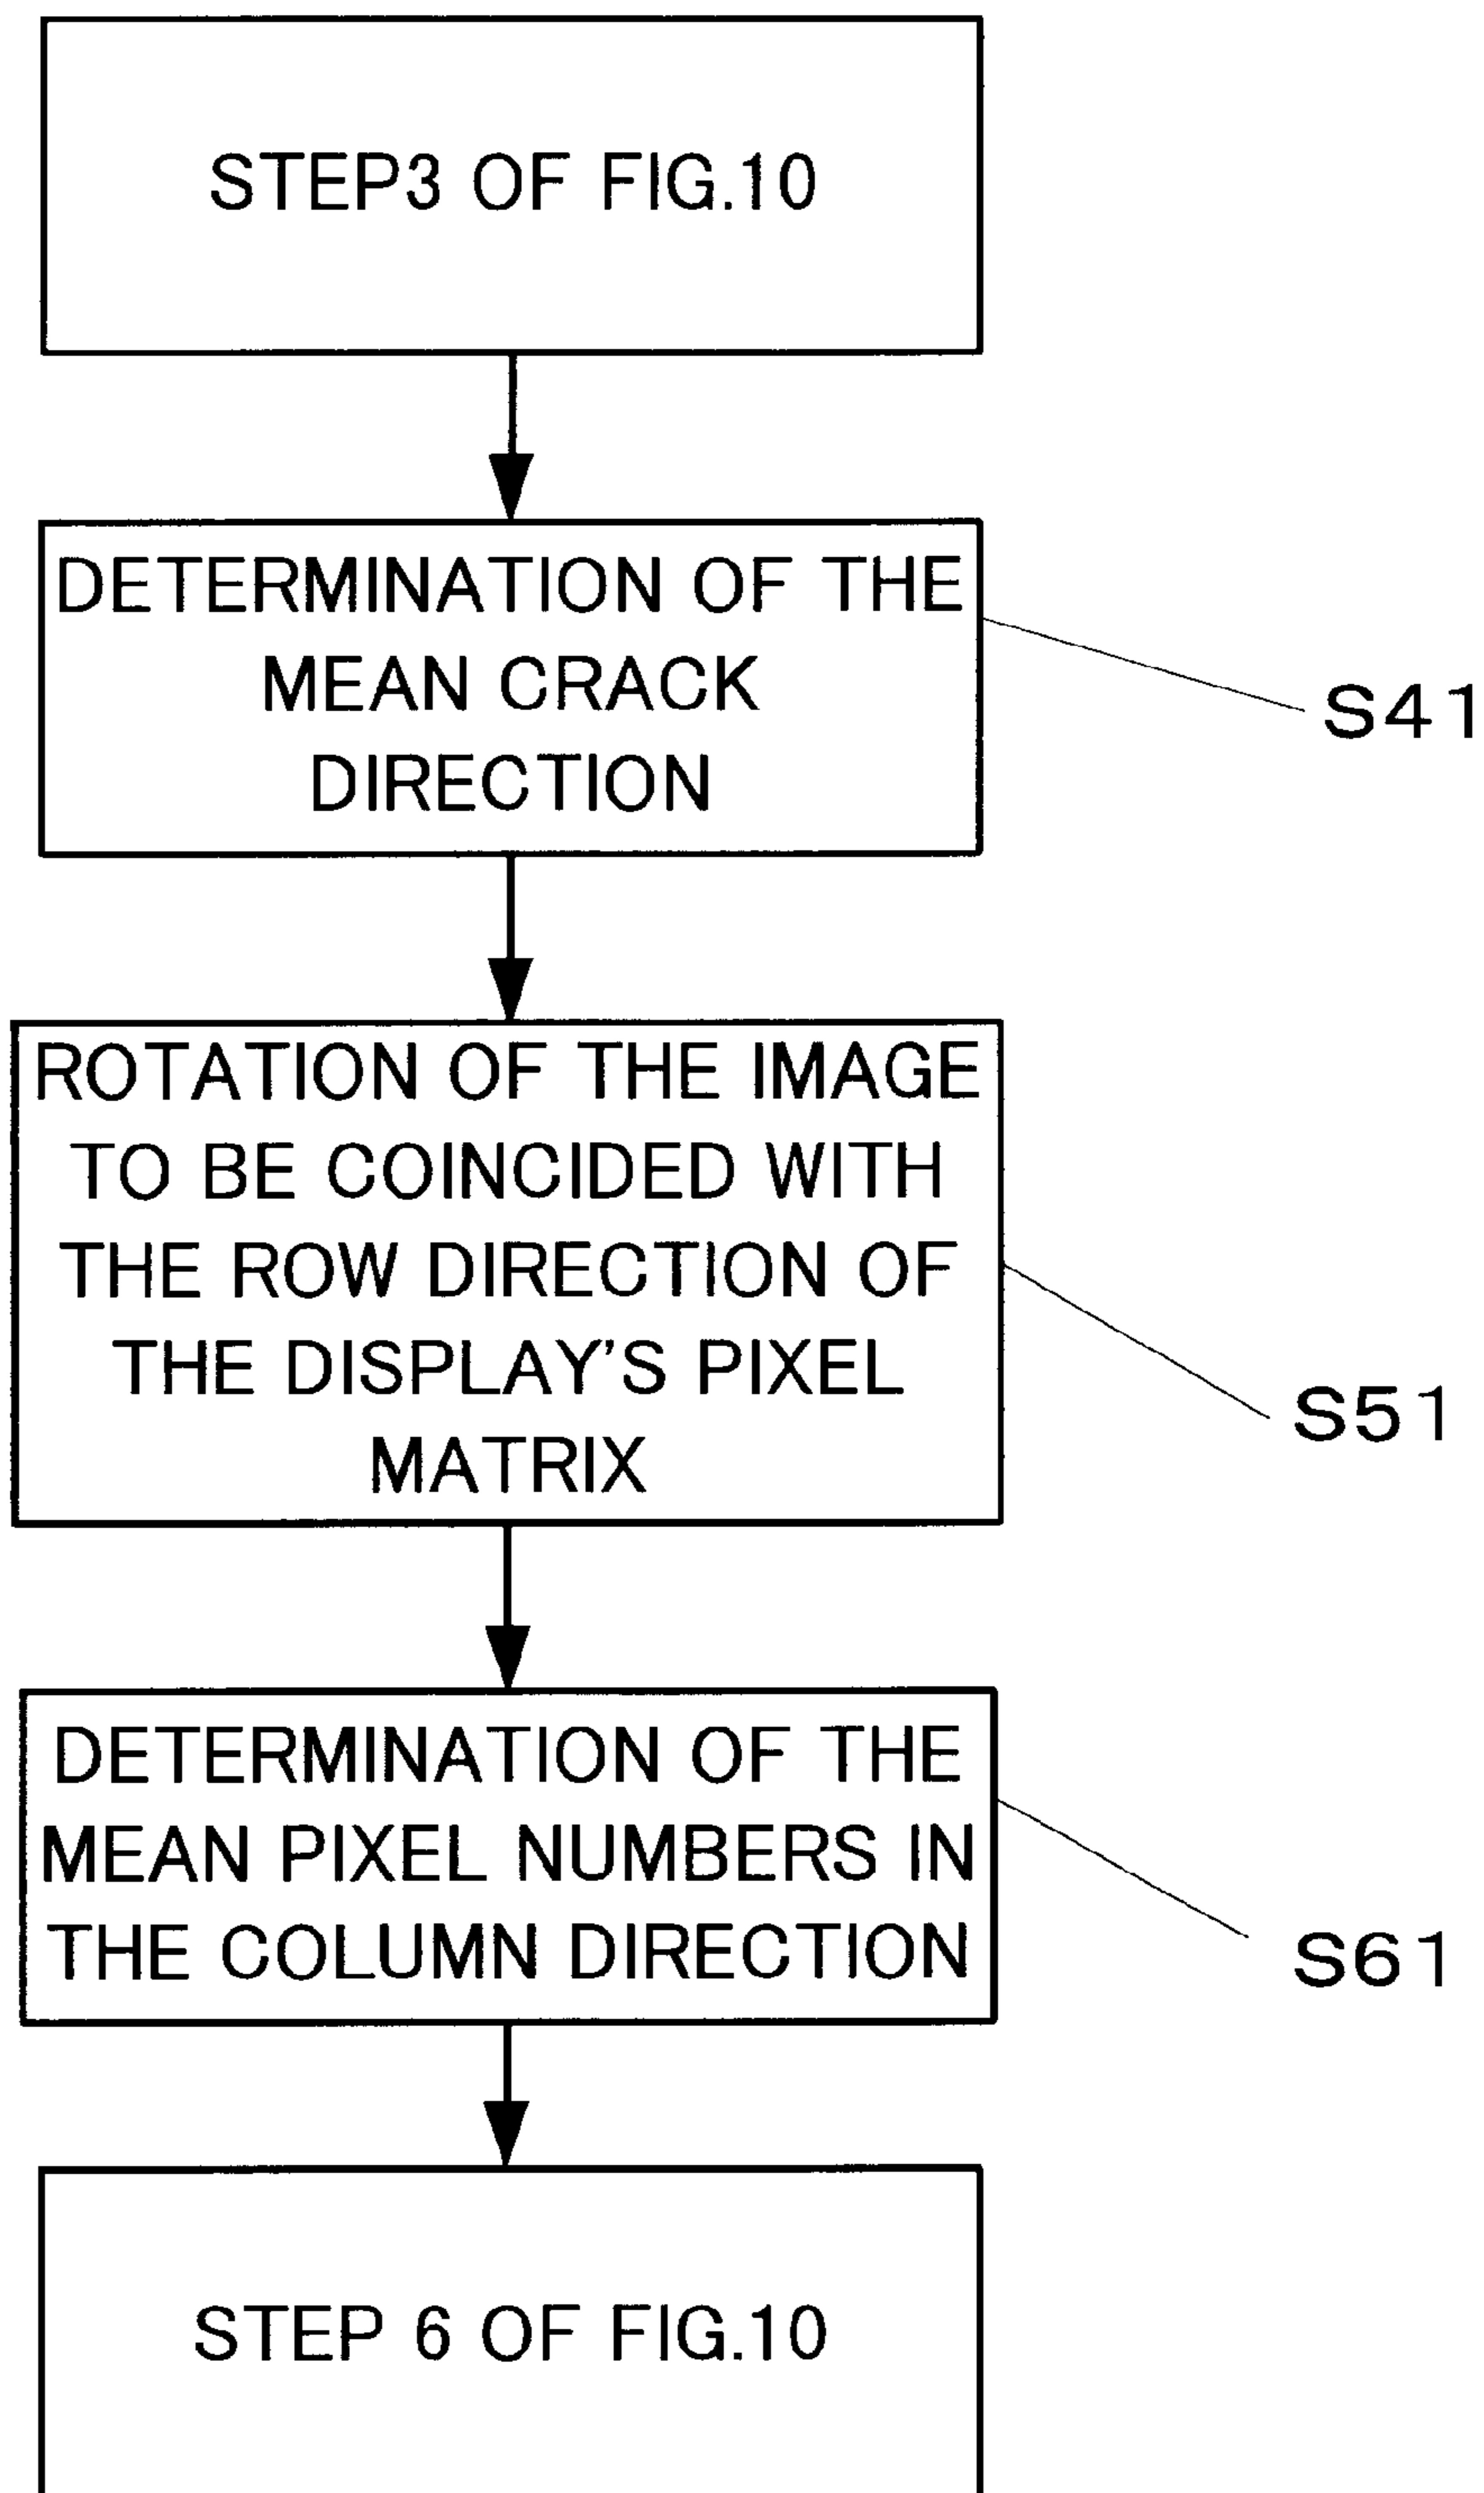 STEP3 OF FIG.10
DETERMINATION OF THE
MEAN CRACK
DIRECTION
S41
ROTATION OF THE IMAGE
TO BE COINCIDED WITH
THE ROW DIRECTION OF
THE DISPLAY'S PIXEL
MATRIX
S51
DETERMINATION OF THE
MEAN PIXEL NUMBERS IN
THE COLUMN DIRECTION
S61
STEP 6 OF FIG.10